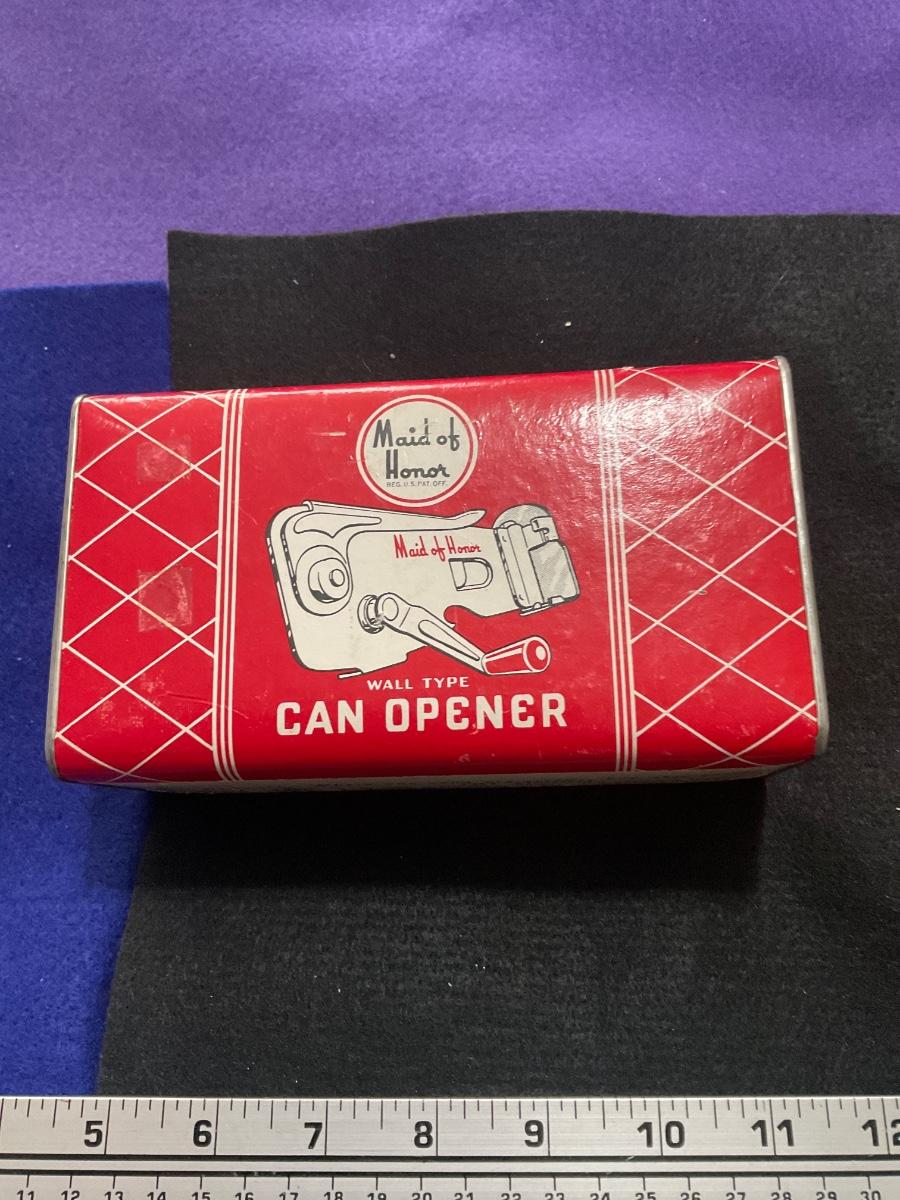 Maid of
Honor
REG. U.S. PAT. OFF.
Maid of Honor
WALL TYPE
CAN OPENER
5 6 7 8 9 10 11
11 12 13 14 15 16 17 18 19 20 21 22 23 24 25 26 27 28 29 30